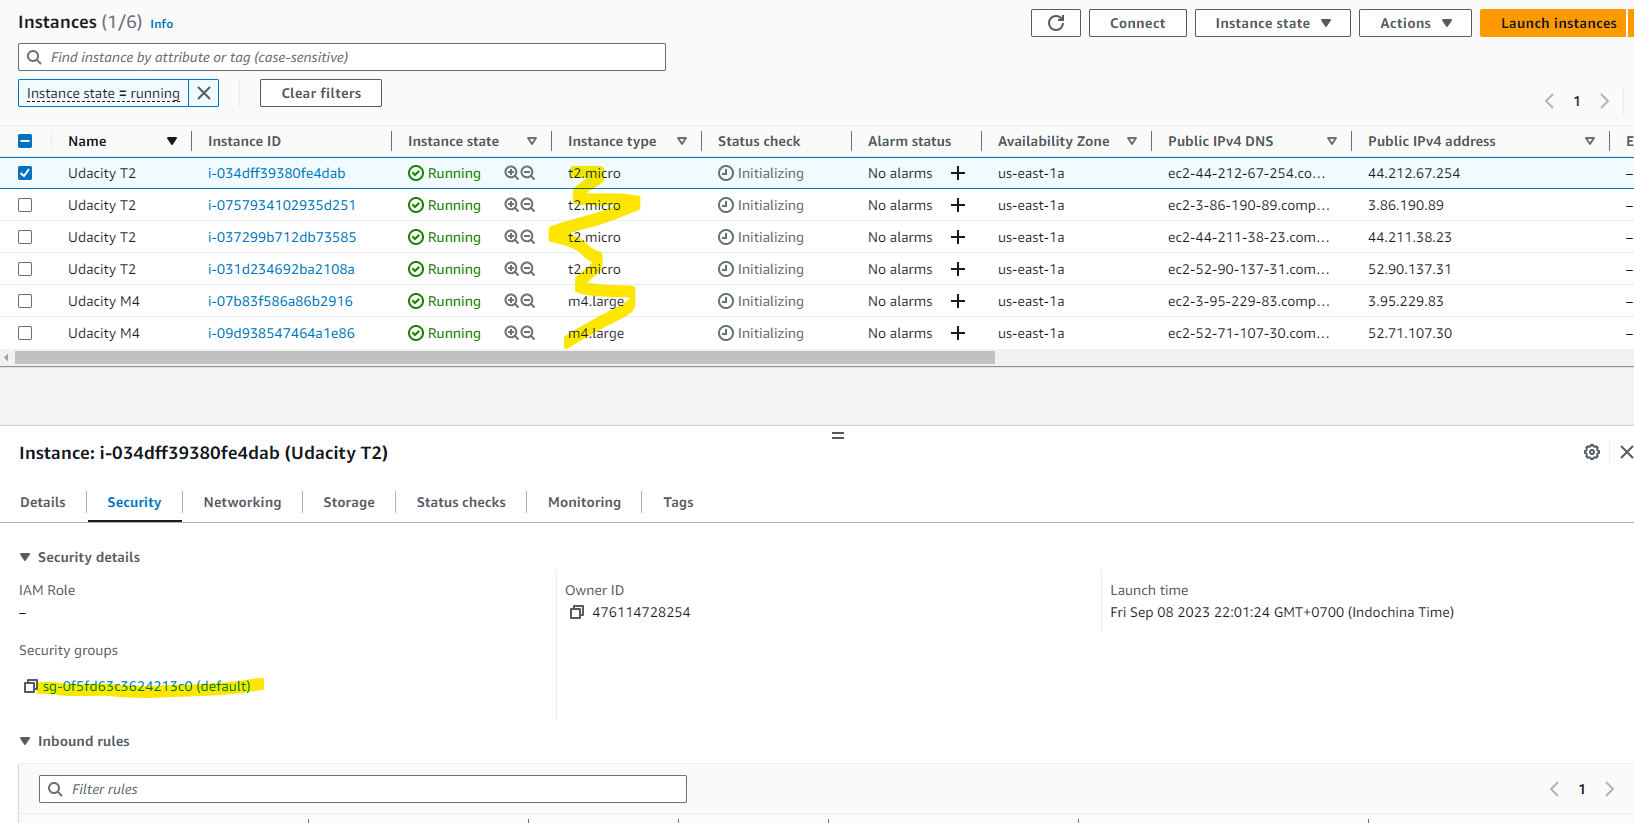 Instances (1/6) Info
Connect Instance state Actions Launch instances
Find instance by attribute or tag (case-sensitive)
Instance state = running Clear filters
1
Name Instance ID Instance state Instance type Status check Alarm status Availability Zone Public IPv4 DNS Public IPv4 address E
Udacity T2 i-034dff39380fe4dab Running t2.micro Initializing No alarms us-east-1a ec2-44-212-67-254.co... 44.212.67.254 –
Udacity T2 i-0757934102935d251 Running t2.micro Initializing No alarms us-east-1a ec2-3-86-190-89.comp... 3.86.190.89 –
Udacity T2 i-037299b712db73585 Running t2.micro Initializing No alarms us-east-1a ec2-44-211-38-23.com... 44.211.38.23 –
Udacity T2 i-031d234692ba2108a Running t2.micro Initializing No alarms us-east-1a ec2-52-90-137-31.com... 52.90.137.31 –
Udacity M4 i-07b83f586a86b2916 Running m4.large Initializing No alarms us-east-1a ec2-3-95-229-83.comp... 3.95.229.83 –
Udacity M4 i-09d938547464a1e86 Running m4.large Initializing No alarms us-east-1a ec2-52-71-107-30.com... 52.71.107.30 –
Instance: i-034dff39380fe4dab (Udacity T2)
Details Security Networking Storage Status checks Monitoring Tags
Security details
IAM Role Owner ID Launch time
– 476114728254 Fri Sep 08 2023 22:01:24 GMT+0700 (Indochina Time)
Security groups
sg-0f5fd63c3624213c0 (default)
Inbound rules
Filter rules 1